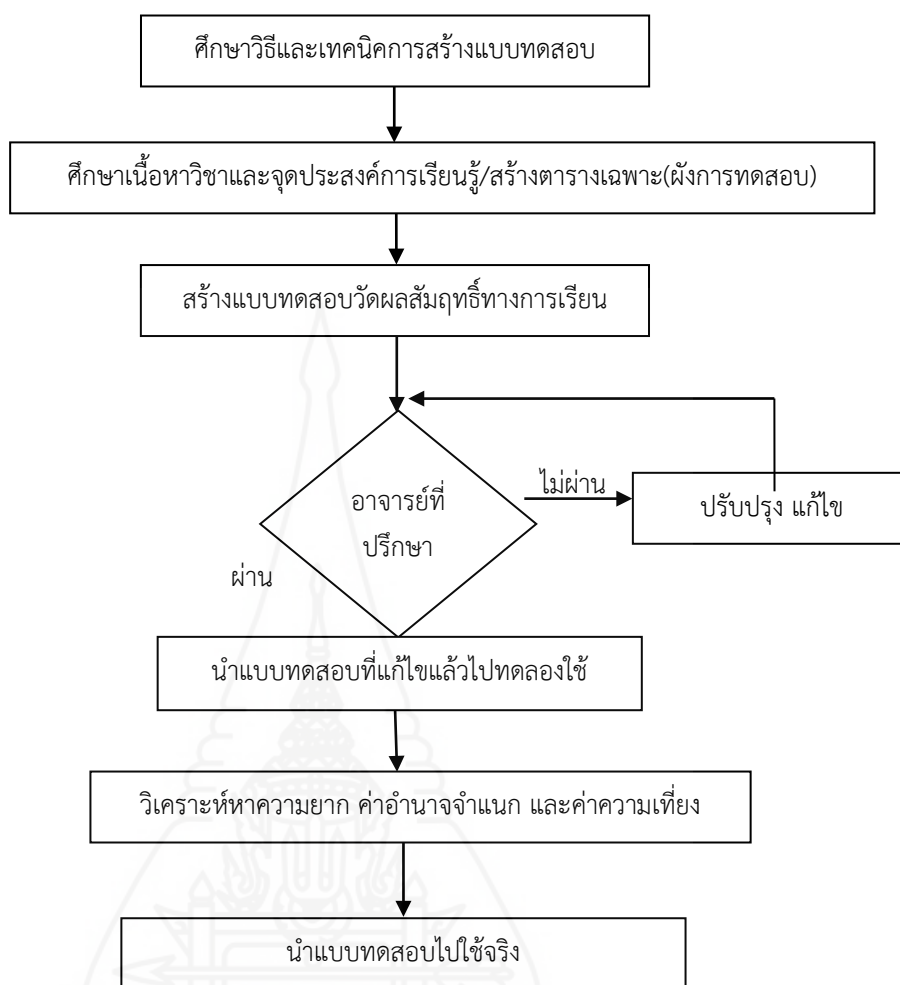 ศึกษาวิธีและเทคนิคการสร้างแบบทดสอบ
ศึกษาเนื้อหาวิชาและจุดประสงค์การเรียนรู้/สร้างตารางเฉพาะ(ผังการทดสอบ)
สร้างแบบทดสอบวัดผลสัมฤทธิ์ทางการเรียน
อาจารย์ที่
ปรึกษา
ไม่ผ่าน
ปรับปรุง แก้ไข
ผ่าน
นำแบบทดสอบที่แก้ไขแล้วไปทดลองใช้
วิเคราะห์หาความยาก ค่าอำนาจจำแนก และค่าความเที่ยง
นำแบบทดสอบไปใช้จริง